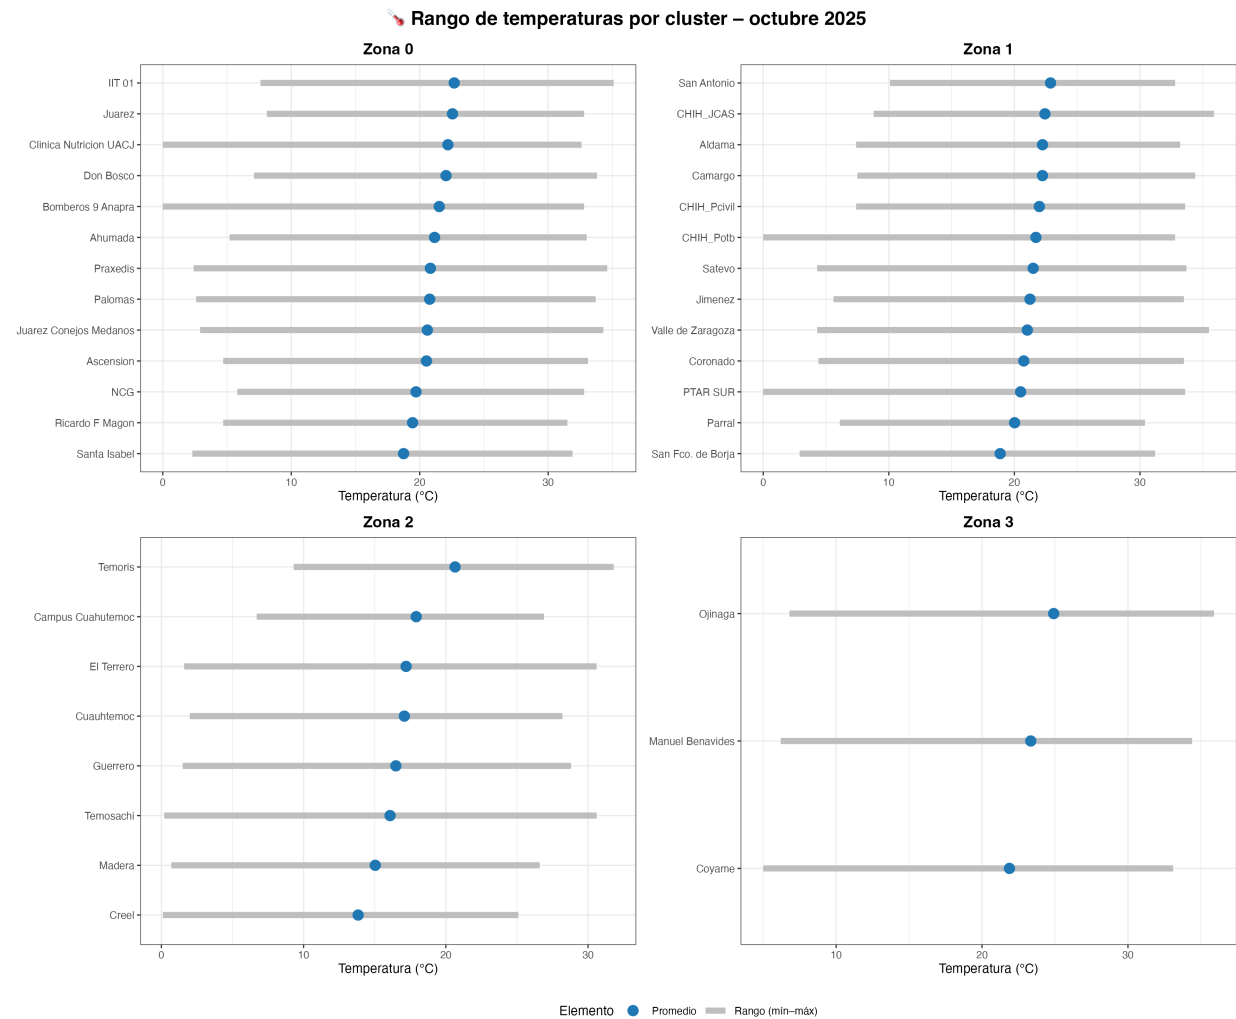 Rango de temperaturas por cluster – octubre 2025
Zona 0
IIT 01
Juarez
Clinica Nutricion UACJ
Don Bosco
Bomberos 9 Anapra
Ahumada
Praxedis
Palomas
Juarez Conejos Medanos
Ascension
NCG
Ricardo F Magon
Santa Isabel
0 10 20 30
Temperatura (°C)
Zona 1
San Antonio
CHIH_JCAS
Aldama
Camargo
CHIH_Pcivil
CHIH_Potb
Satevo
Jimenez
Valle de Zaragoza
Coronado
PTAR SUR
Parral
San Fco. de Borja
0 10 20 30
Temperatura (°C)
Zona 2
Temoris
Campus Cuahutemoc
El Terrero
Cuauhtemoc
Guerrero
Temosachi
Madera
Creel
0 10 20 30
Temperatura (°C)
Zona 3
Ojinaga
Manuel Benavides
Coyame
10 20 30
Temperatura (°C)
Elemento Promedio Rango (min–máx)